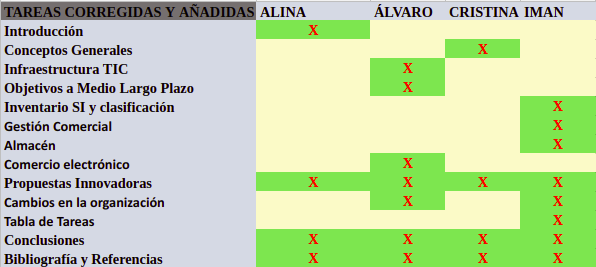 TAREAS CORREGIDAS Y AÑADIDAS ALINA ÁLVARO CRISTINA IMAN
Introducción X
Conceptos Generales X
Infraestructura TIC X
Objetivos a Medio Largo Plazo X
Inventario SI y clasificación X
Gestión Comercial X
Almacén X
Comercio electrónico X
Propuestas Innovadoras X X X X
Cambios en la organización X X
Tabla de Tareas X
Conclusiones X X X X
Bibliografía y Referencias X X X X